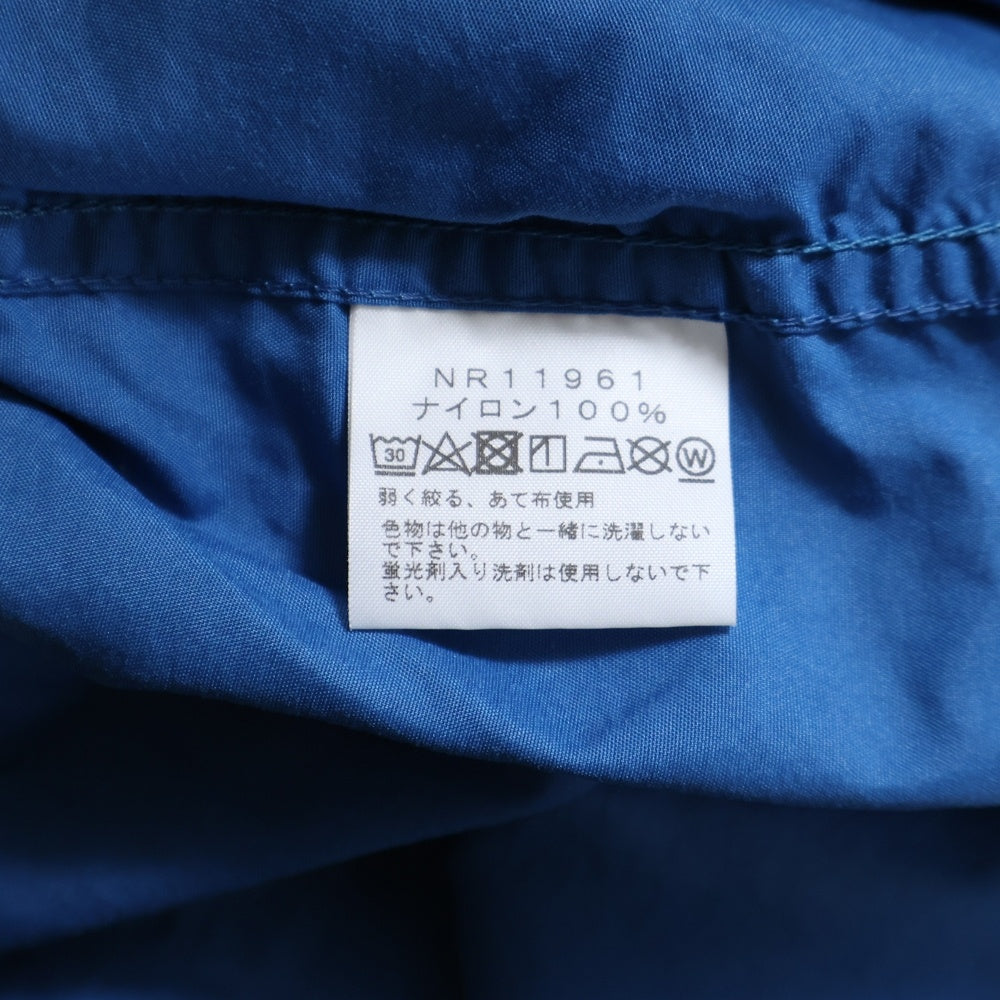 NR11961
ナイロン100%
30 W
弱く絞る、あて布使用
色物は他の物と一緒に洗濯しない
で下さい。
蛍光剤入り洗剤は使用しないで下
さい。